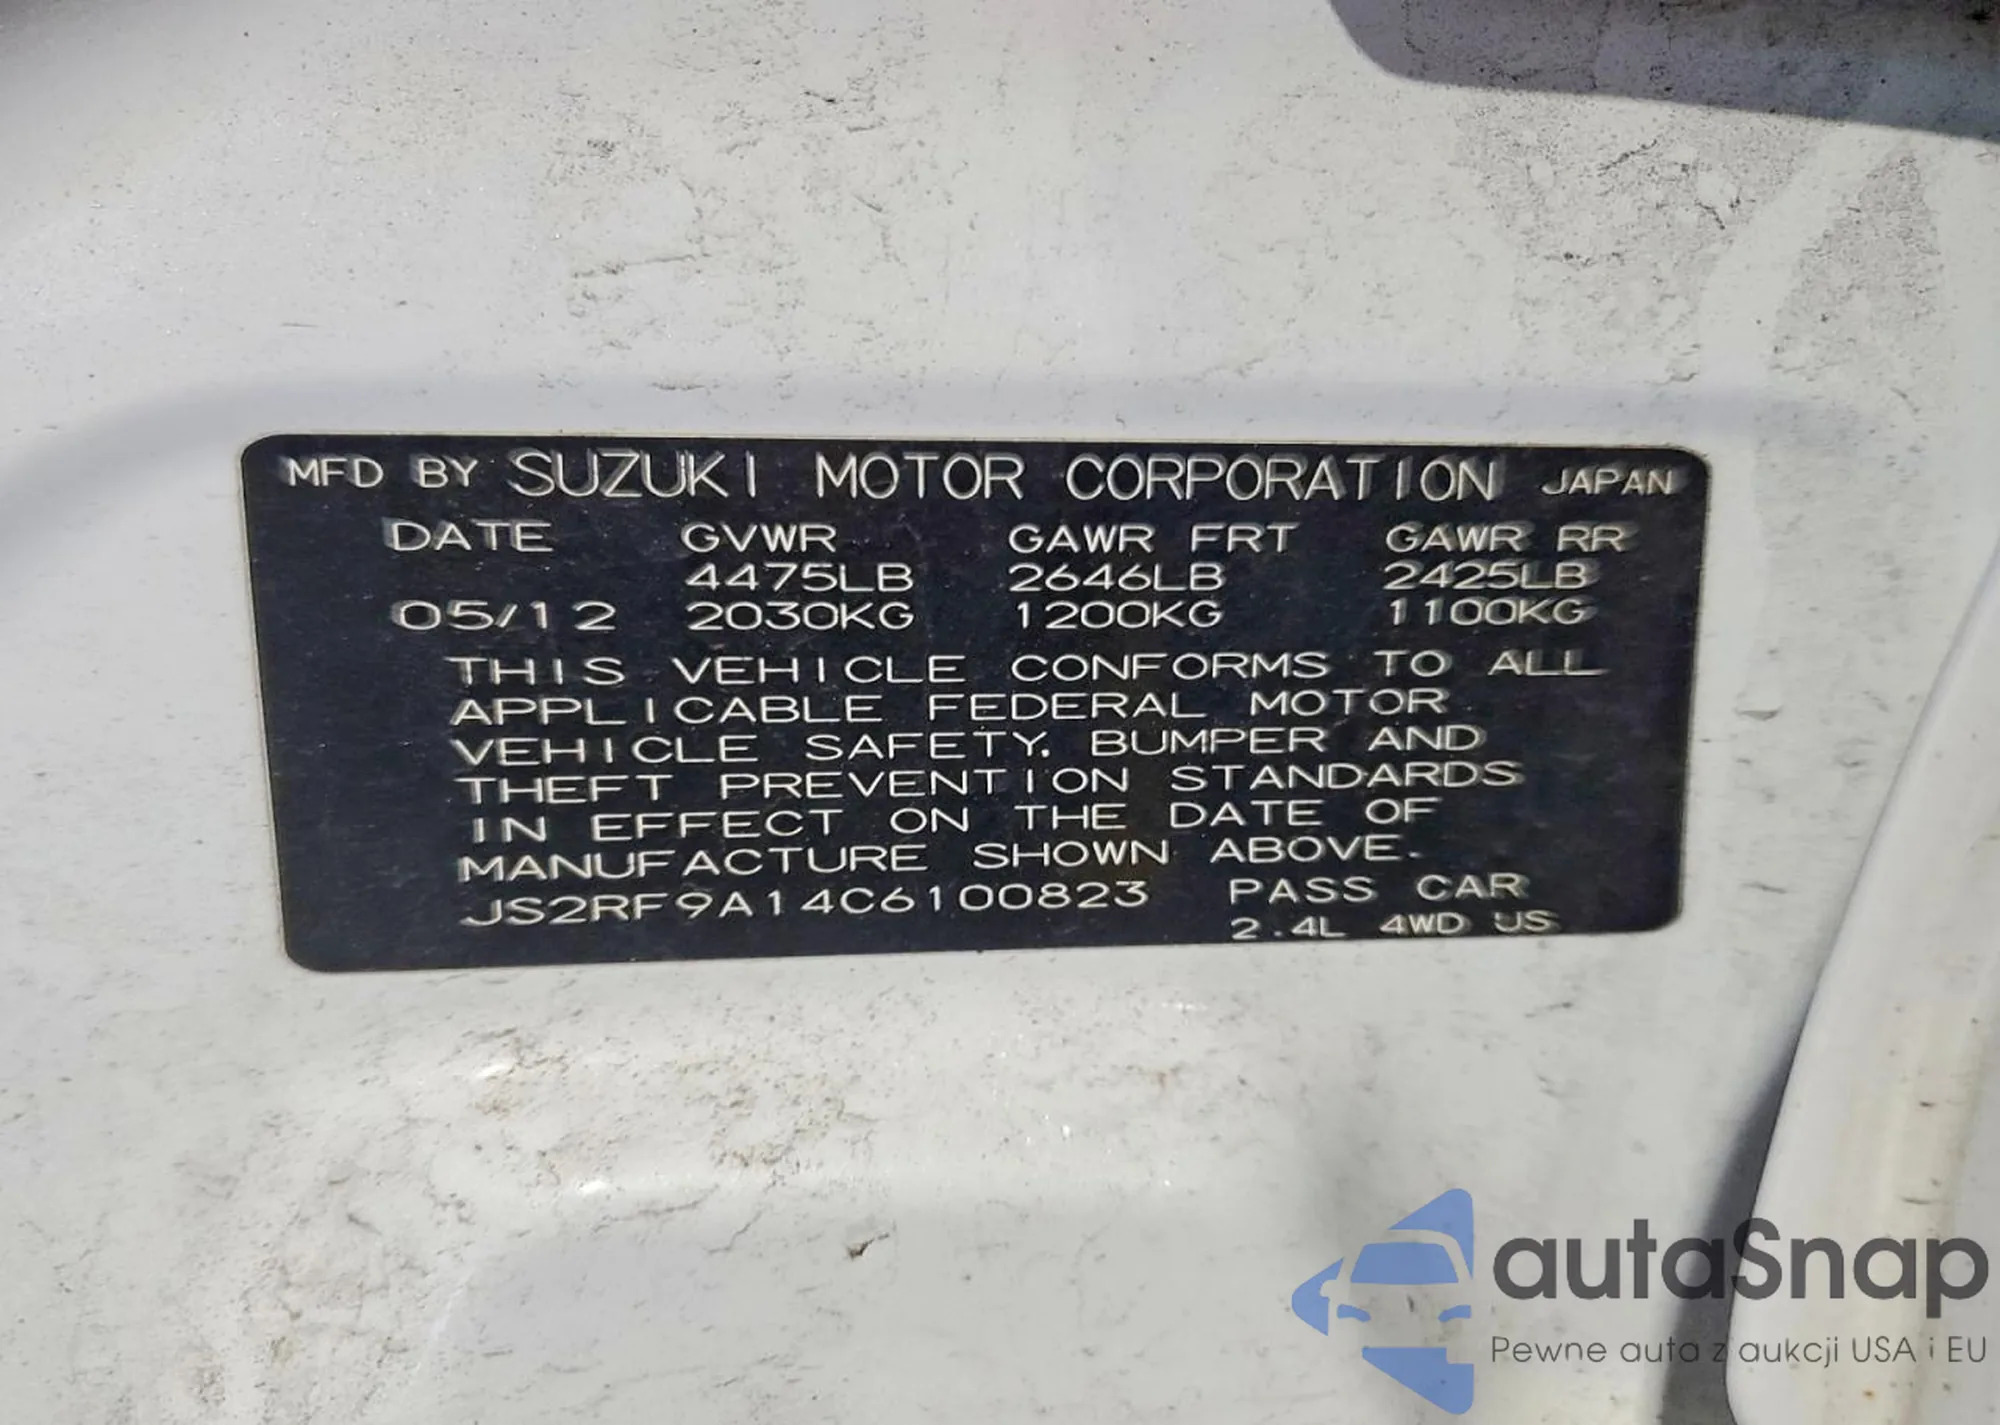 MFD BY SUZUKI MOTOR CORPORATION JAPAN
DATE GVWR GAWR FRT GAWR RR
4475LB 2646LB 2425LB
05/12 2030KG 1200KG 1100KG
THIS VEHICLE CONFORMS TO ALL
APPLICABLE FEDERAL MOTOR
VEHICLE SAFETY, BUMPER AND
THEFT PREVENTION STANDARDS
IN EFFECT ON THE DATE OF
MANUFACTURE SHOWN ABOVE.
JS2RF9A14C6100823 PASS CAR
2.4L 4WD US
autaSnap
Pewne auta z aukcji USA i EU